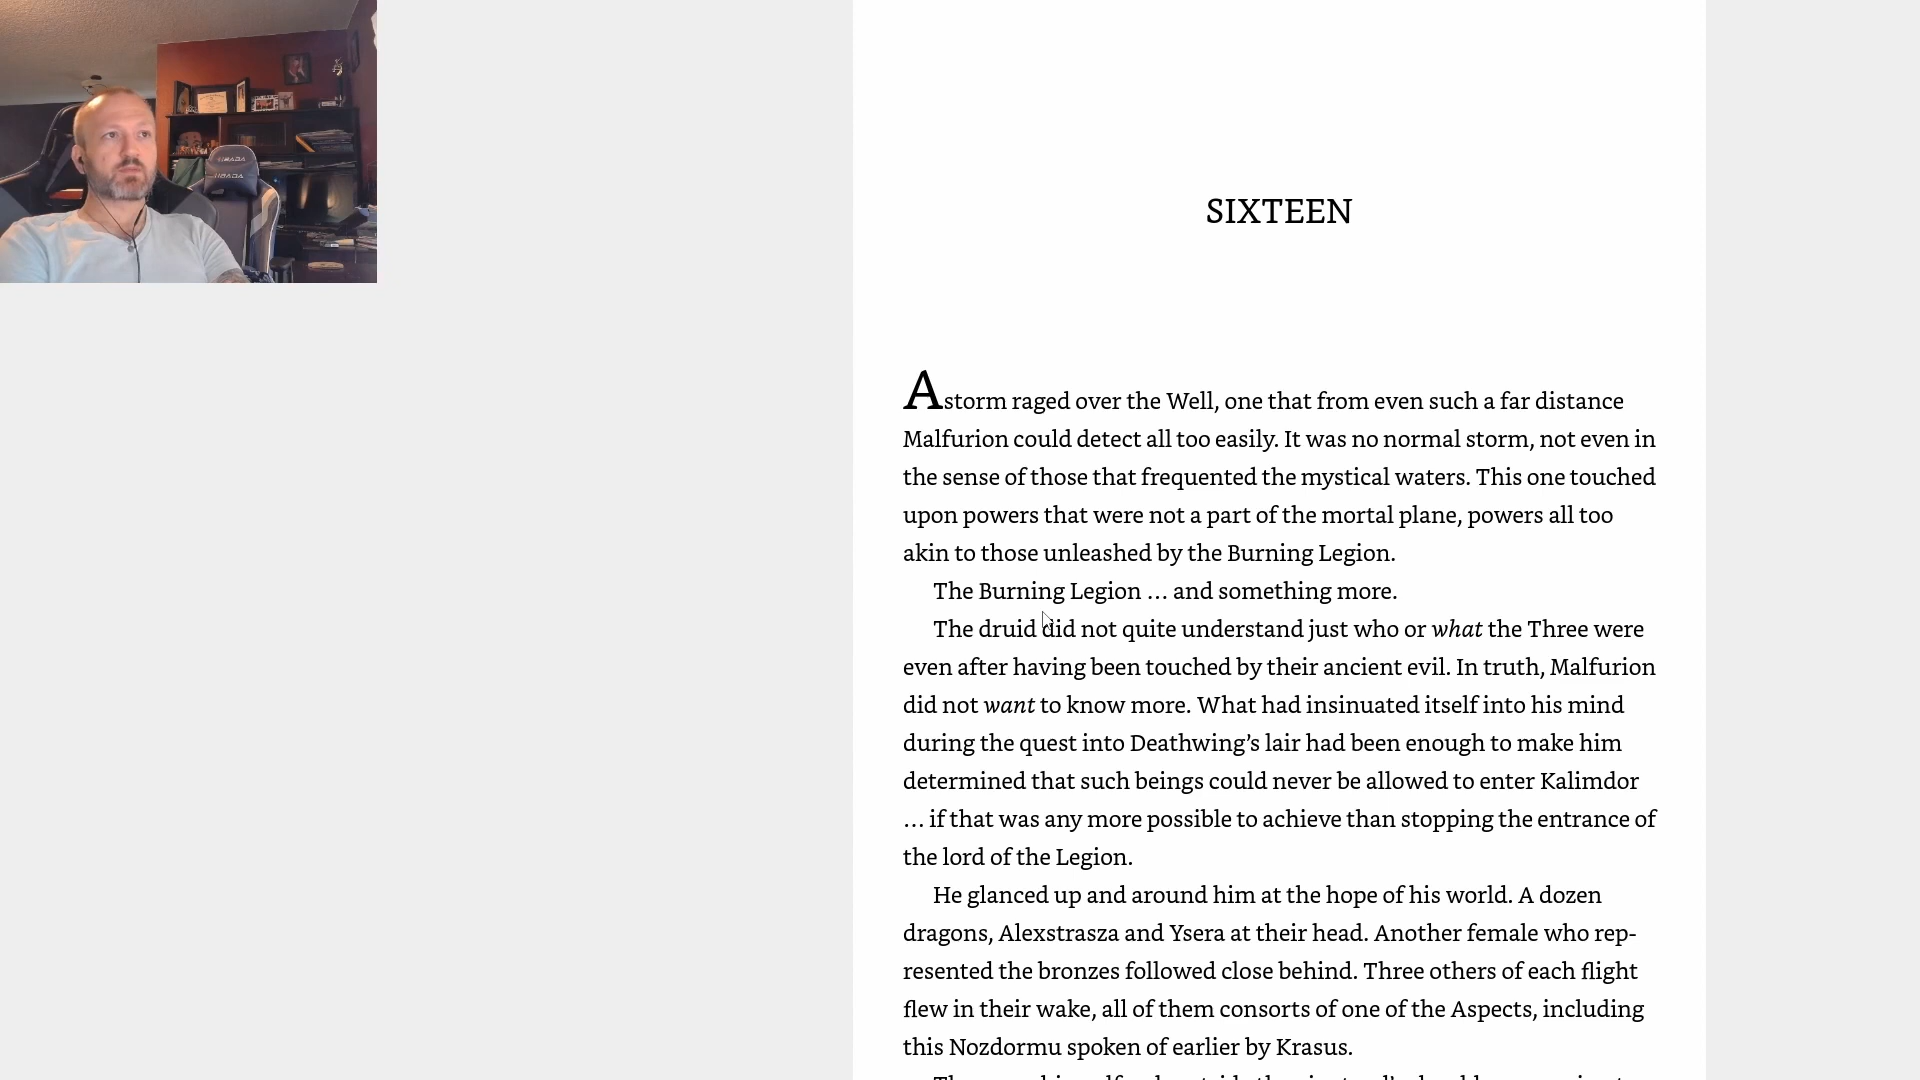 SIXTEEN
A storm raged over the Well, one that from even such a far distance
Malfurion could detect all too easily. It was no normal storm, not even in
the sense of those that frequented the mystical waters. This one touched
upon powers that were not a part of the mortal plane, powers all too
akin to those unleashed by the Burning Legion.
The Burning Legion … and something more.
The druid did not quite understand just who or what the Three were
even after having been touched by their ancient evil. In truth, Malfurion
did not want to know more. What had insinuated itself into his mind
during the quest into Deathwing’s lair had been enough to make him
determined that such beings could never be allowed to enter Kalimdor
… if that was any more possible to achieve than stopping the entrance of
the lord of the Legion.
He glanced up and around him at the hope of his world. A dozen
dragons, Alexstrasza and Ysera at their head. Another female who rep-
resented the bronzes followed close behind. Three others of each flight
flew in their wake, all of them consorts of one of the Aspects, including
this Nozdormu spoken of earlier by Krasus.